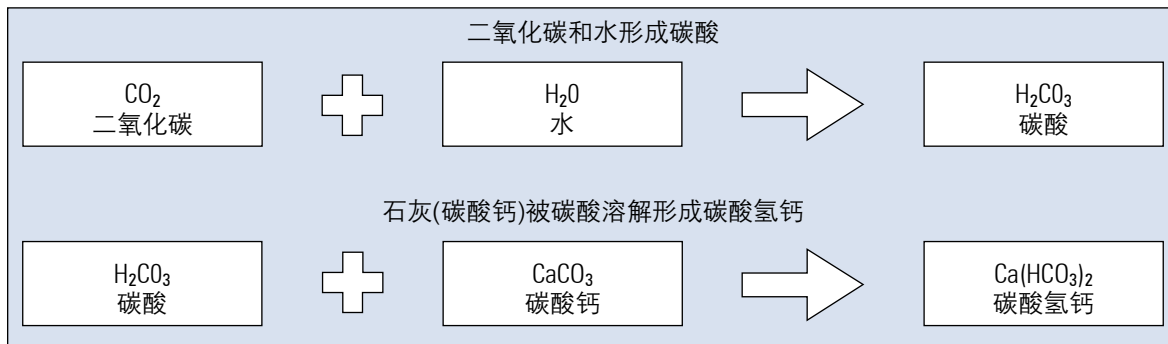 二氧化碳和水形成碳酸
CO₂
二氧化碳
H₂O
水
H₂CO₃
碳酸
石灰(碳酸钙)被碳酸溶解形成碳酸氢钙
H₂CO₃
碳酸
CaCO₃
碳酸钙
Ca(HCO₃)₂
碳酸氢钙